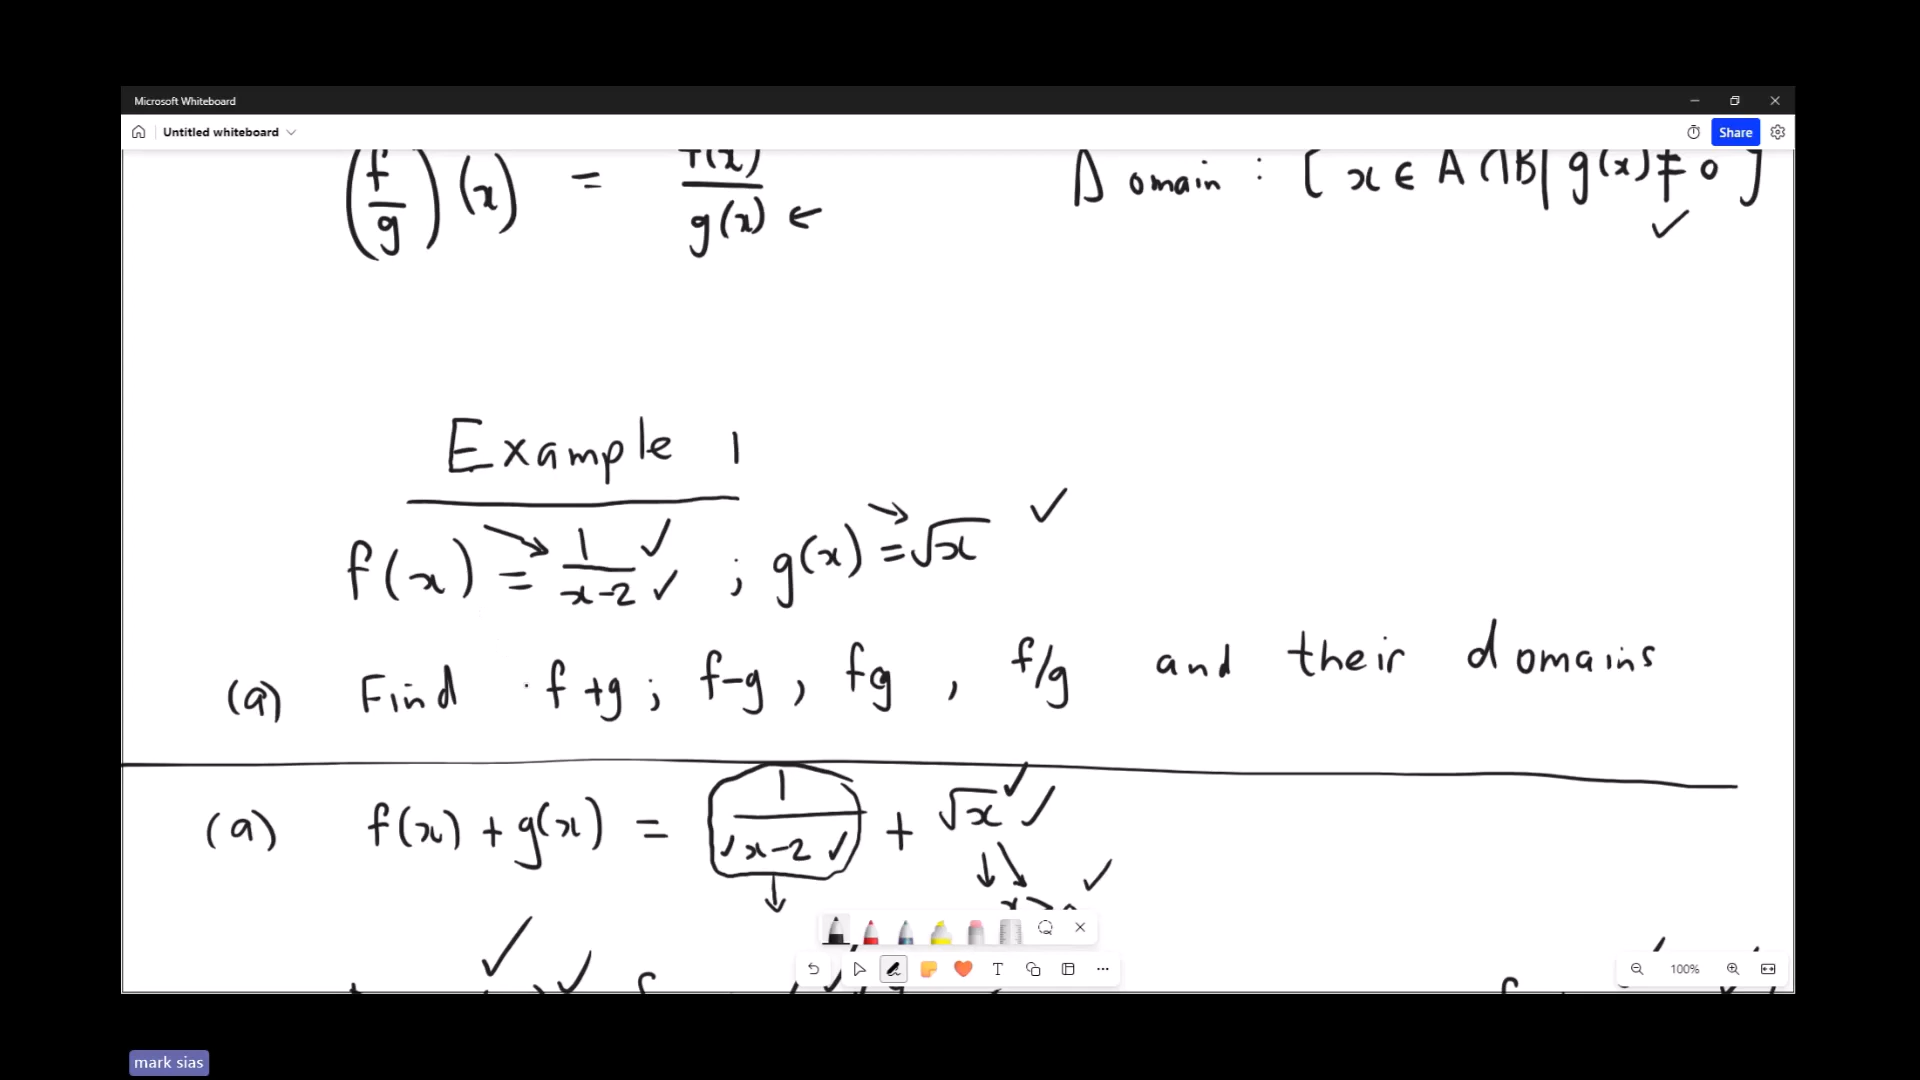 Microsoft Whiteboard
Untitled whiteboard
Share
(f/g)(x) = f(x)/g(x) ← Domain : [ x ∈ A ∩ B | g(x) ≠ 0 ]
✓
Example 1
f(x) = 1/(x-2) ✓ ✓ ; g(x) = √x ✓
(a) Find f+g ; f-g , fg , f/g and their domains
(a) f(x) + g(x) = 1/(x-2) + √x ✓ ✓
100%
mark sias